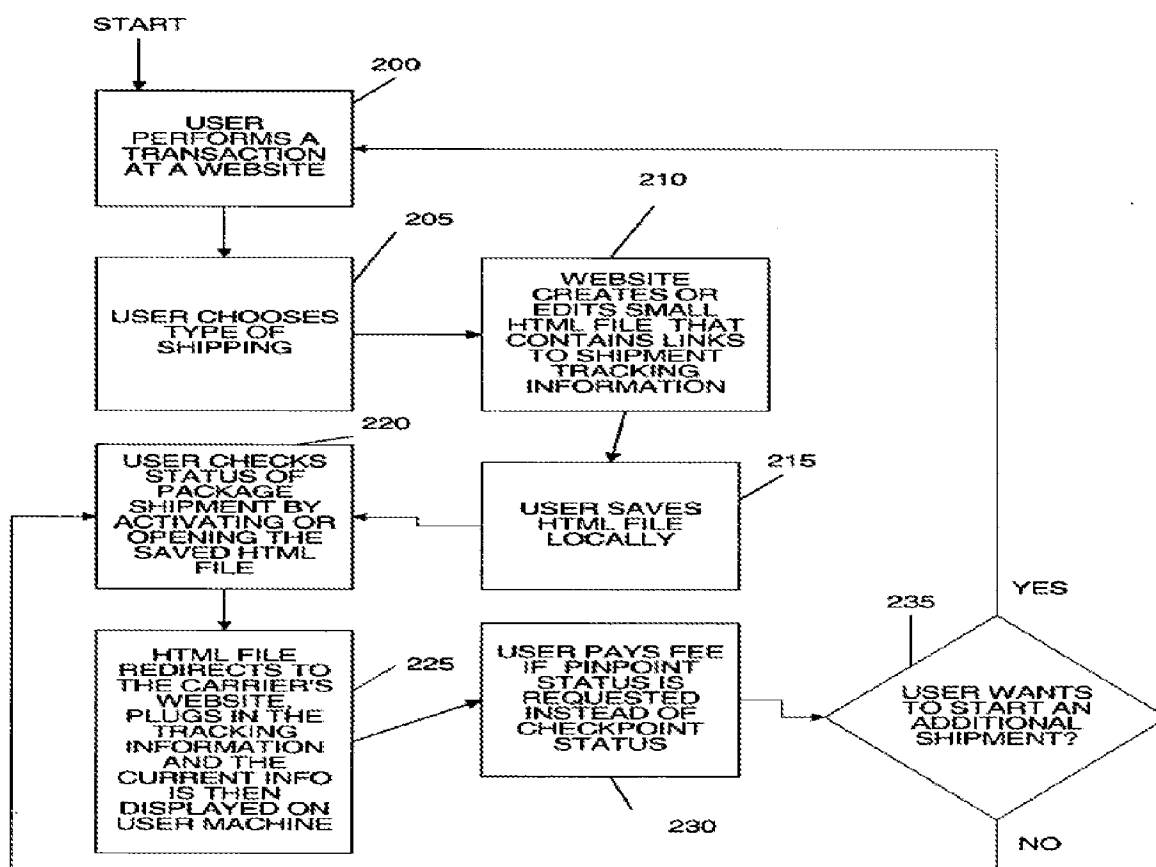 START
200
USER
PERFORMS A
TRANSACTION
AT A WEBSITE
205
USER CHOOSES
TYPE OF
SHIPPING
210
WEBSITE
CREATES OR
EDITS SMALL
HTML FILE THAT
CONTAINS LINKS
TO SHIPMENT
TRACKING
INFORMATION
215
USER SAVES
HTML FILE
LOCALLY
220
USER CHECKS
STATUS OF
PACKAGE
SHIPMENT BY
ACTIVATING OR
OPENING THE
SAVED HTML
FILE
225
HTML FILE
REDIRECTS TO
THE CARRIER'S
WEBSITE,
PLUGS IN THE
TRACKING
INFORMATION
AND THE
CURRENT INFO
IS THEN
DISPLAYED ON
USER MACHINE
USER PAYS FEE
IF PINPOINT
STATUS IS
REQUESTED
INSTEAD OF
CHECKPOINT
STATUS
230
235
USER WANTS
TO START AN
ADDITIONAL
SHIPMENT?
YES
NO